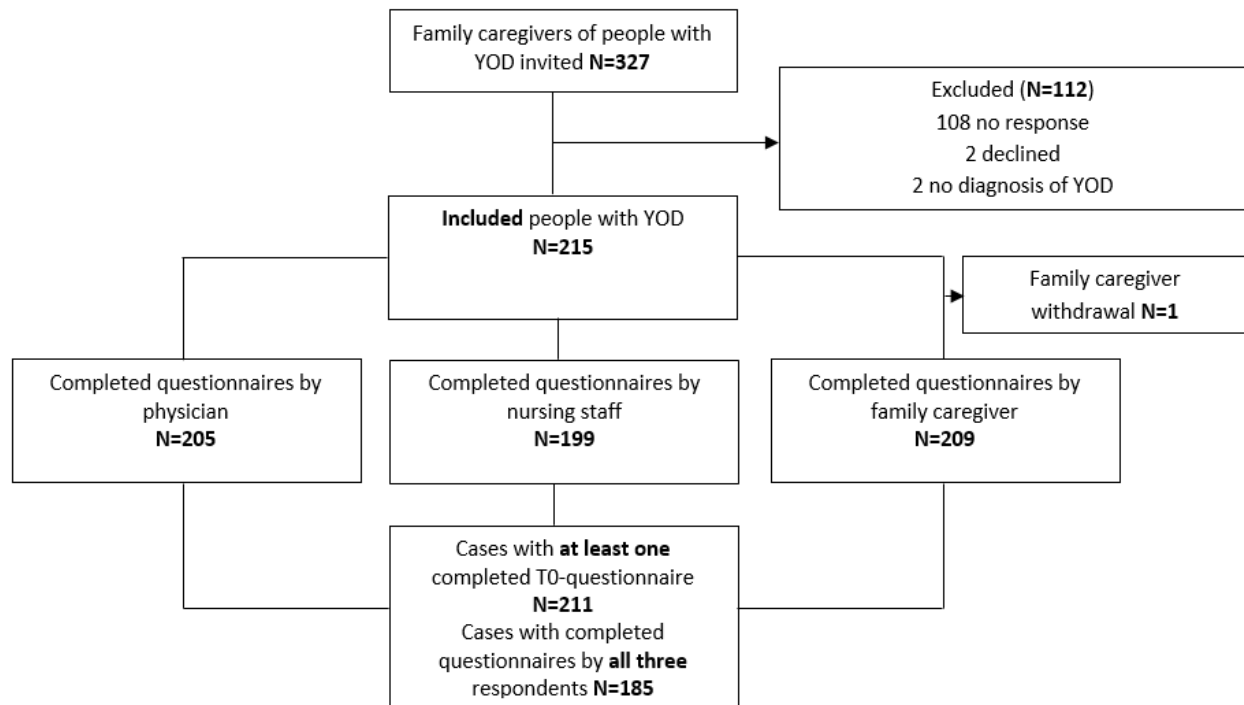 Family caregivers of people with
YOD invited N=327
Excluded (N=112)
108 no response
2 declined
2 no diagnosis of YOD
Included people with YOD
N=215
Family caregiver
withdrawal N=1
Completed questionnaires by
physician
N=205
Completed questionnaires by
nursing staff
N=199
Completed questionnaires by
family caregiver
N=209
Cases with at least one
completed T0-questionnaire
N=211
Cases with completed
questionnaires by all three
respondents N=185